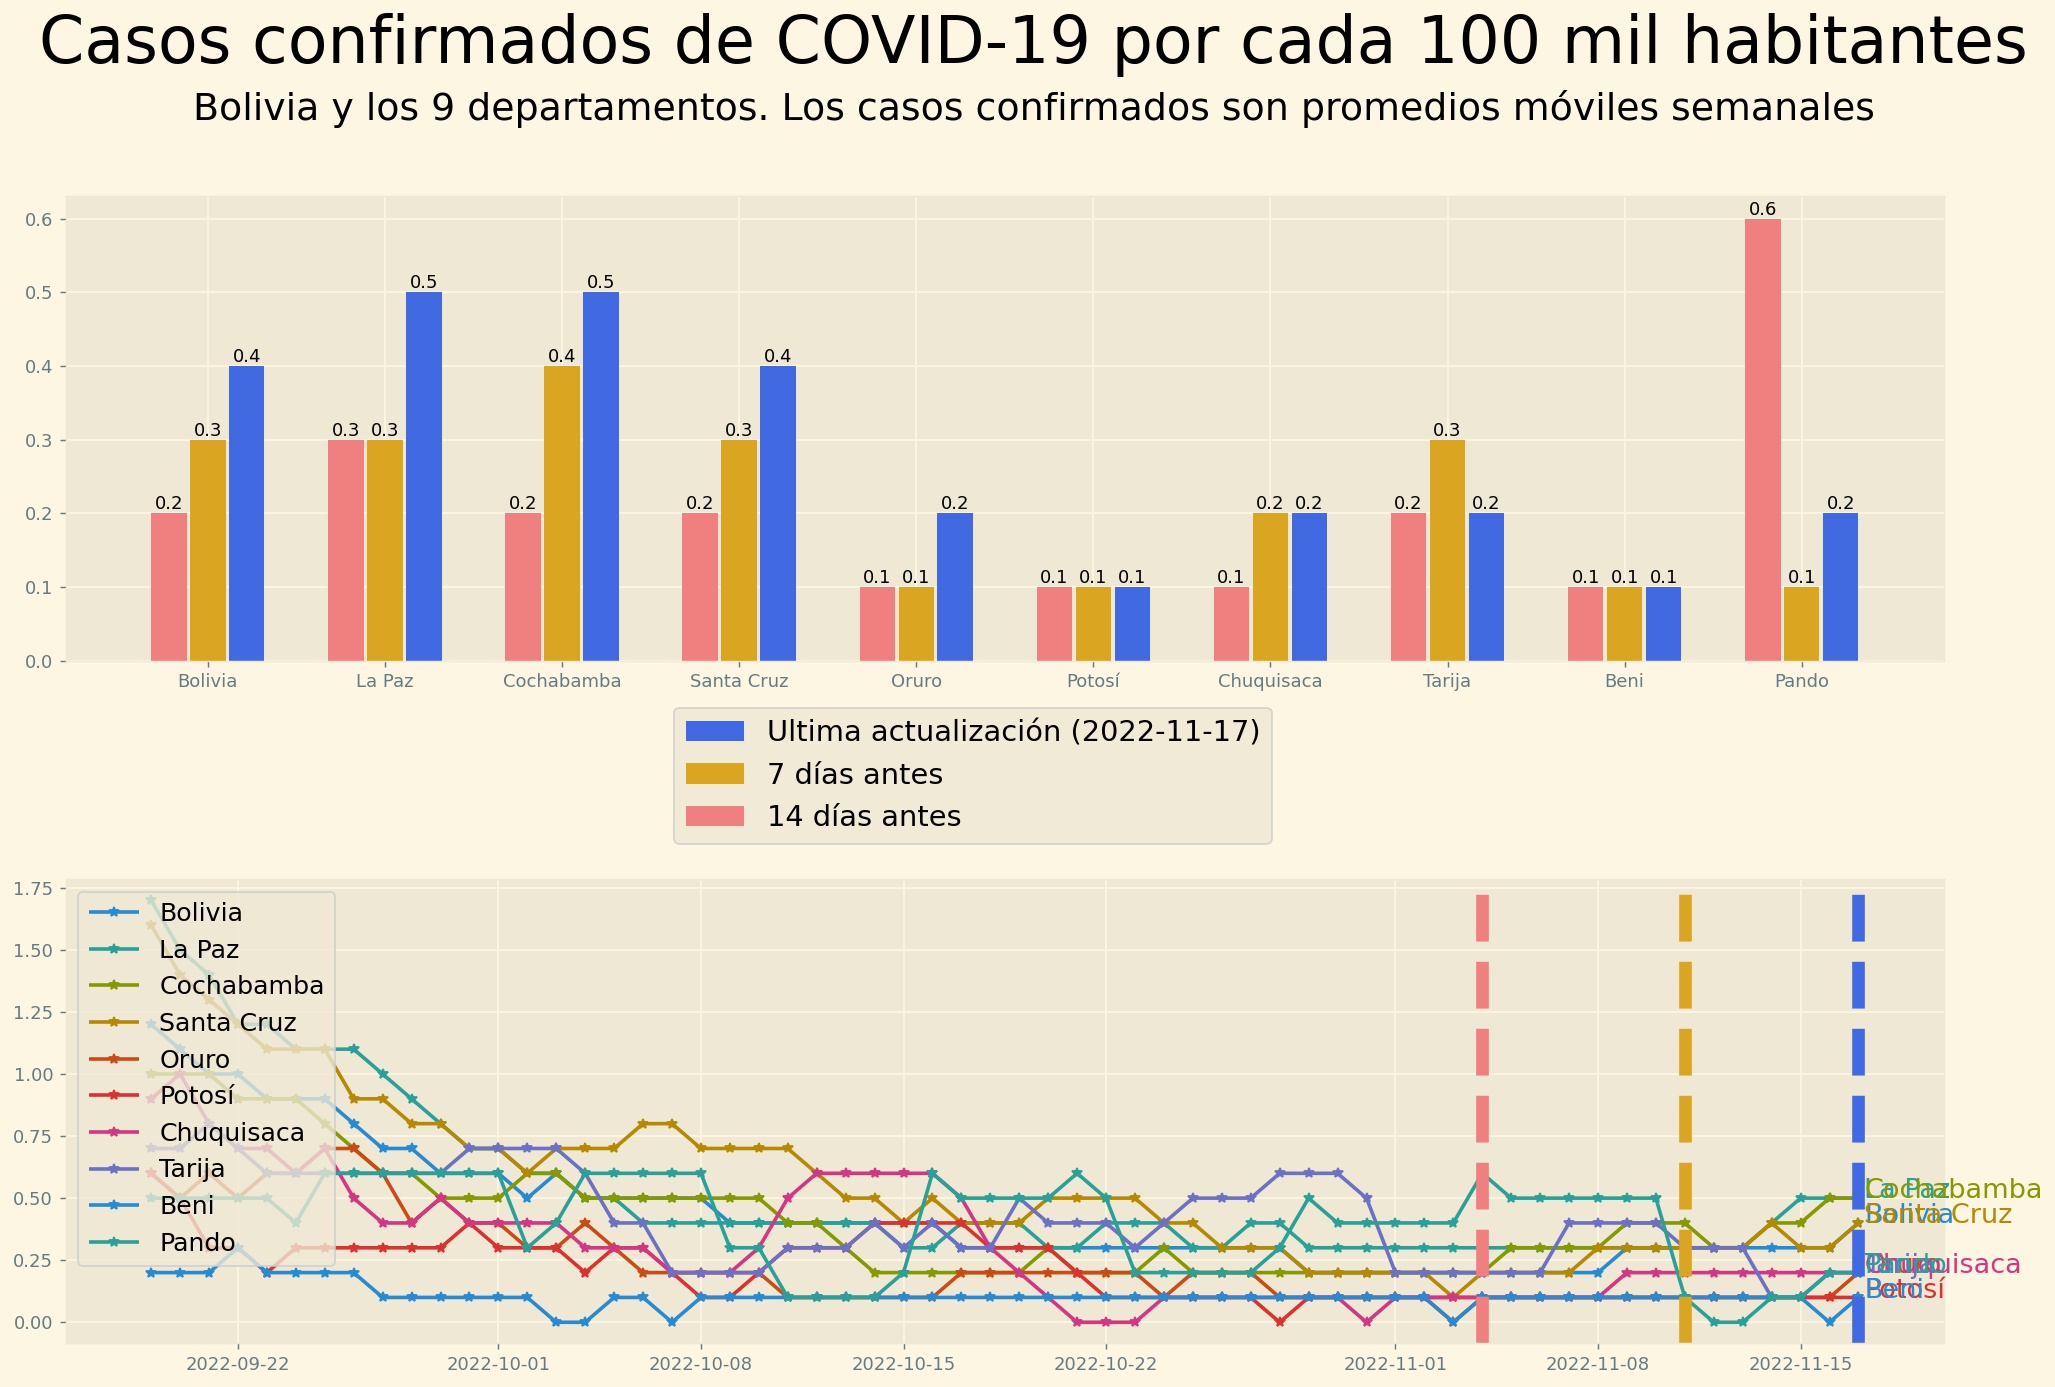 Casos confirmados de COVID-19 por cada 100 mil habitantes
Bolivia y los 9 departamentos. Los casos confirmados son promedios móviles semanales
0.6
0.5
0.4
0.3
0.2
0.1
0.0
0.2 0.3 0.4
0.3 0.3 0.5
0.2 0.4 0.5
0.2 0.3 0.4
0.1 0.1 0.2
0.1 0.1 0.1
0.1 0.2 0.2
0.2 0.3 0.2
0.1 0.1 0.1
0.6 0.1 0.2
Bolivia La Paz Cochabamba Santa Cruz Oruro Potosí Chuquisaca Tarija Beni Pando
Ultima actualización (2022-11-17)
7 días antes
14 días antes
1.75
1.50
1.25
1.00
0.75
0.50
0.25
0.00
Bolivia
La Paz
Cochabamba
Santa Cruz
Oruro
Potosí
Chuquisaca
Tarija
Beni
Pando
La Paz
Cochabamba
Bolivia
Santa Cruz
Chuquisaca
Tarija
Beni
Potosí
2022-09-22 2022-10-01 2022-10-08 2022-10-15 2022-10-22 2022-11-01 2022-11-08 2022-11-15